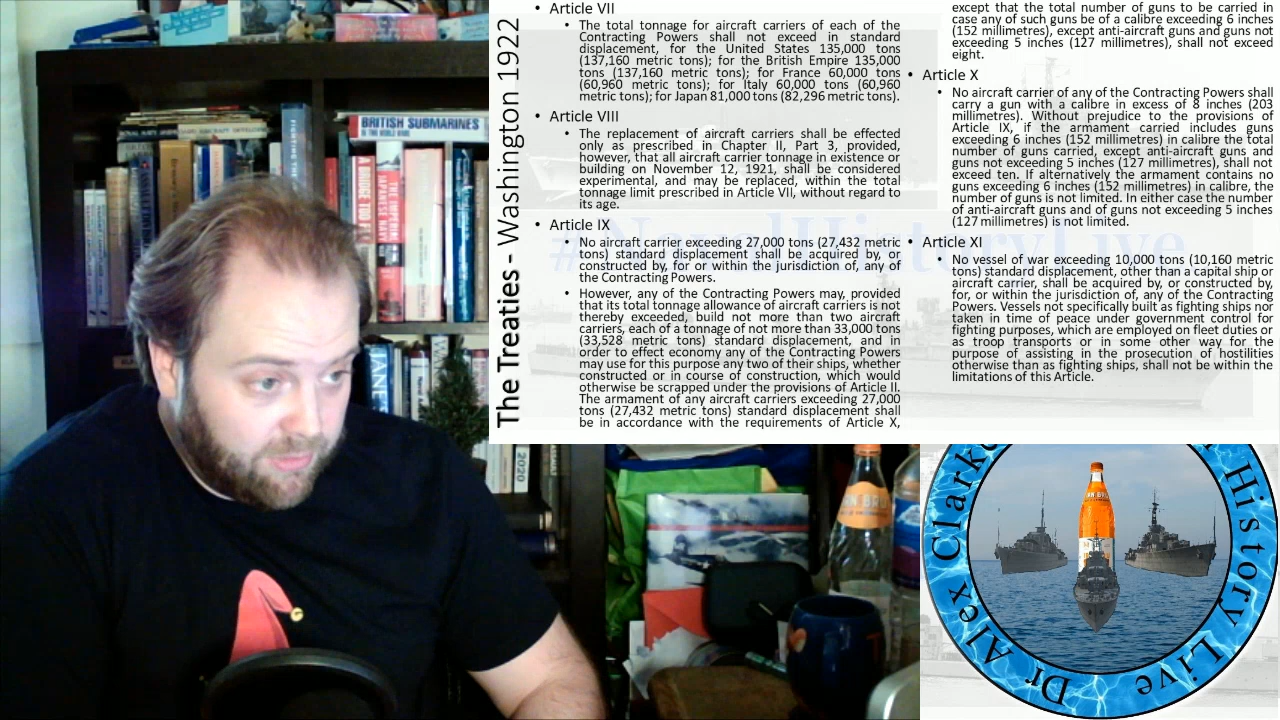 The Treaties - Washington 1922
Article VII
The total tonnage for aircraft carriers of each of the
Contracting Powers shall not exceed in standard
displacement, for the United States 135,000 tons
(137,160 metric tons); for the British Empire 135,000
tons (137,160 metric tons); for France 60,000 tons
(60,960 metric tons); for Italy 60,000 tons (60,960
metric tons); for Japan 81,000 tons (82,296 metric tons).
Article VIII
The replacement of aircraft carriers shall be effected
only as prescribed in Chapter II, Part 3, provided,
however, that all aircraft carrier tonnage in existence or
building on November 12, 1921, shall be considered
experimental, and may be replaced, within the total
tonnage limit prescribed in Article VII, without regard to
its age.
Article IX
No aircraft carrier exceeding 27,000 tons (27,432 metric
tons) standard displacement shall be acquired by, or
constructed by, for or within the jurisdiction of, any of
the Contracting Powers.
However, any of the Contracting Powers may, provided
that its total tonnage allowance of aircraft carriers is not
thereby exceeded, build not more than two aircraft
carriers, each of a tonnage of not more than 33,000 tons
(33,528 metric tons) standard displacement, and in
order to effect economy any of the Contracting Powers
may use for this purpose any two of their ships, whether
constructed or in course of construction, which would
otherwise be scrapped under the provisions of Article II.
The armament of any aircraft carriers exceeding 27,000
tons (27,432 metric tons) standard displacement shall
be in accordance with the requirements of Article X,
except that the total number of guns to be carried in
case any of such guns be of a calibre exceeding 6 inches
(152 millimetres), except anti-aircraft guns and guns not
exceeding 5 inches (127 millimetres), shall not exceed
eight.
Article X
No aircraft carrier of any of the Contracting Powers shall
carry a gun with a calibre in excess of 8 inches (203
millimetres). Without prejudice to the provisions of
Article IX, if the armament carried includes guns
exceeding 6 inches (152 millimetres) in calibre the total
number of guns carried, except anti-aircraft guns and
guns not exceeding 5 inches (127 millimetres), shall not
exceed ten. If alternatively the armament contains no
guns exceeding 6 inches (152 millimetres) in calibre, the
number of guns is not limited. In either case the number
of anti-aircraft guns and of guns not exceeding 5 inches
(127 millimetres) is not limited.
Article XI
No vessel of war exceeding 10,000 tons (10,160 metric
tons) standard displacement, other than a capital ship or
aircraft carrier, shall be acquired by, or constructed by,
for, or within the jurisdiction of, any of the Contracting
Powers. Vessels not specifically built as fighting ships nor
taken in time of peace under government control for
fighting purposes, which are employed on fleet duties or
as troop transports or in some other way for the
purpose of assisting in the prosecution of hostilities
otherwise than as fighting ships, shall not be within the
limitations of this Article.
#NavalHistoryLive
BRITISH SUBMARINES
A BRIDGE TOO FAR
THE IMPERIAL JAPANESE NAVY
2020
Dr Alex Clarke
History Live